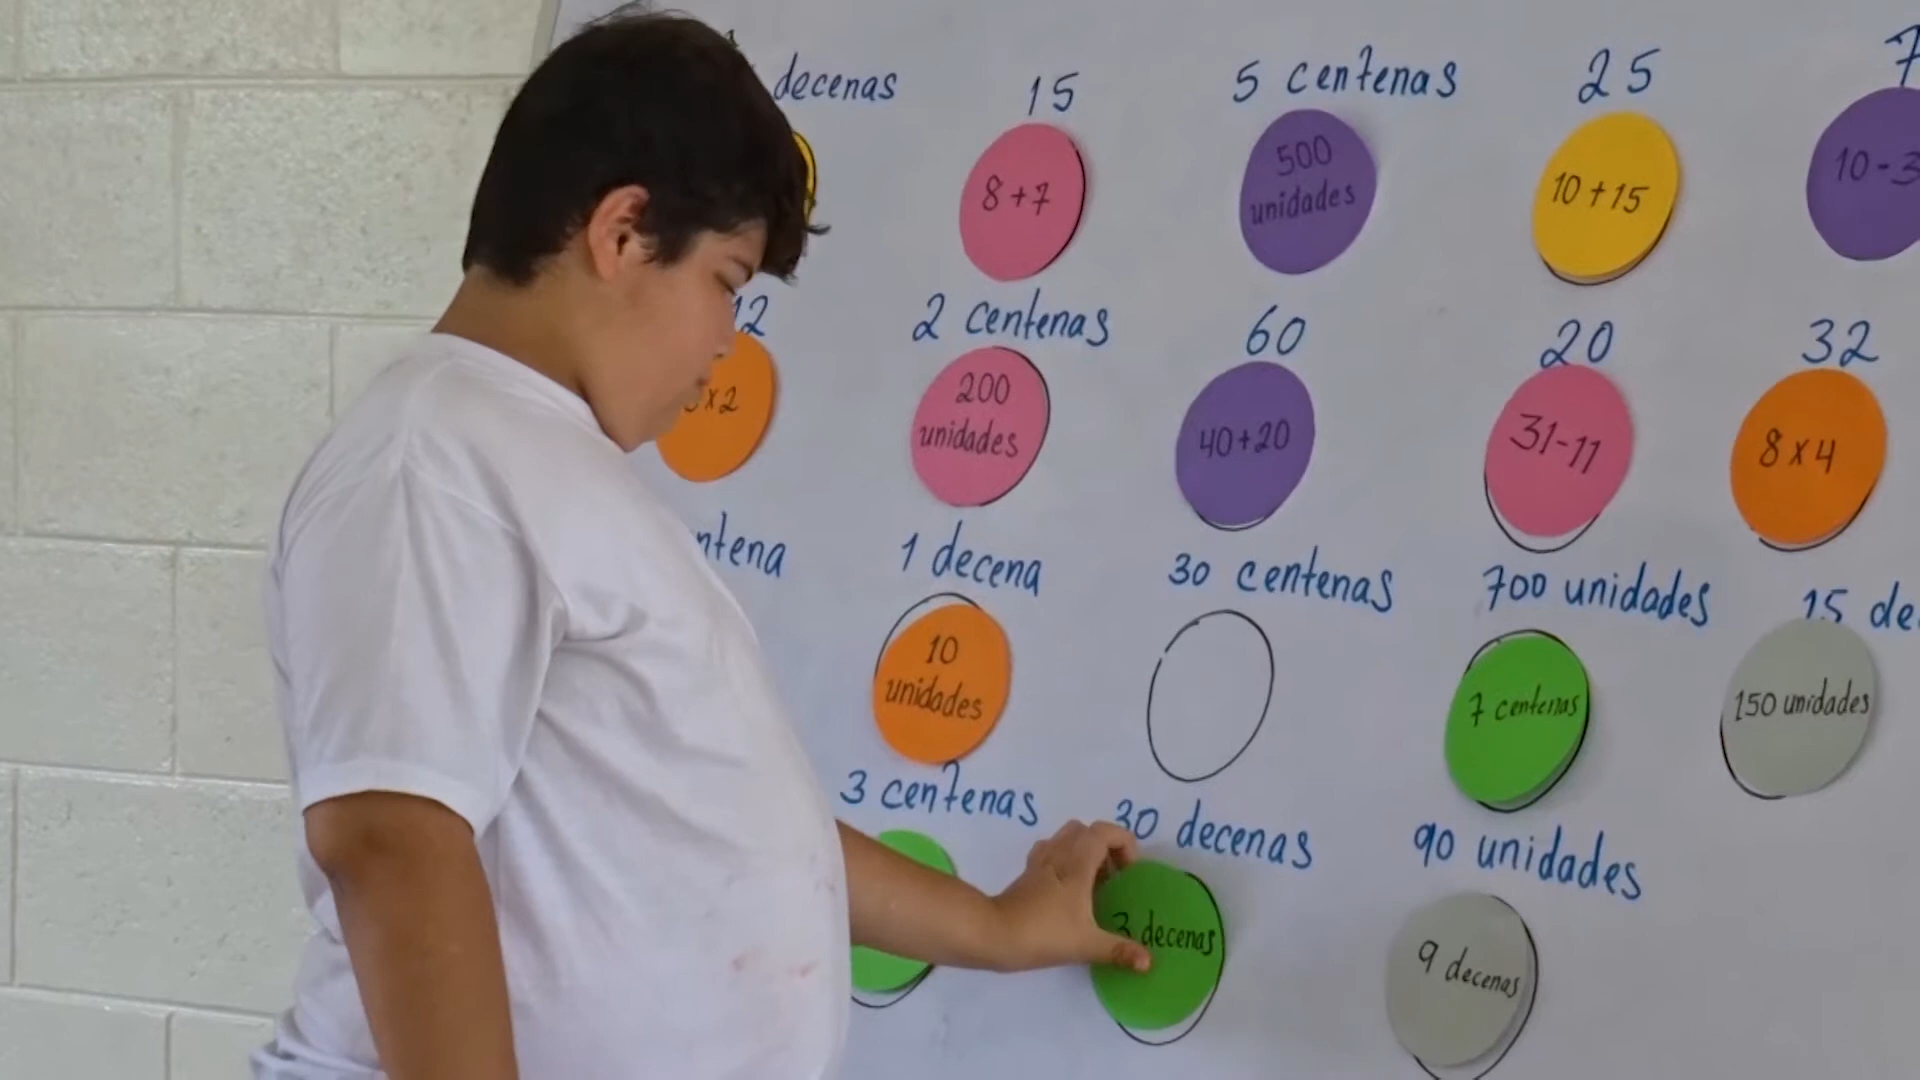 decenas
15
5 centenas
25
7
8+7
500
unidades
10+15
10-3
12
2 centenas
60
20
32
x2
200
unidades
40+20
31-11
8x4
1 decena
30 centenas
700 unidades
15 de
10
unidades
7 centenas
150 unidades
3 centenas
30 decenas
90 unidades
3 decenas
9 decenas